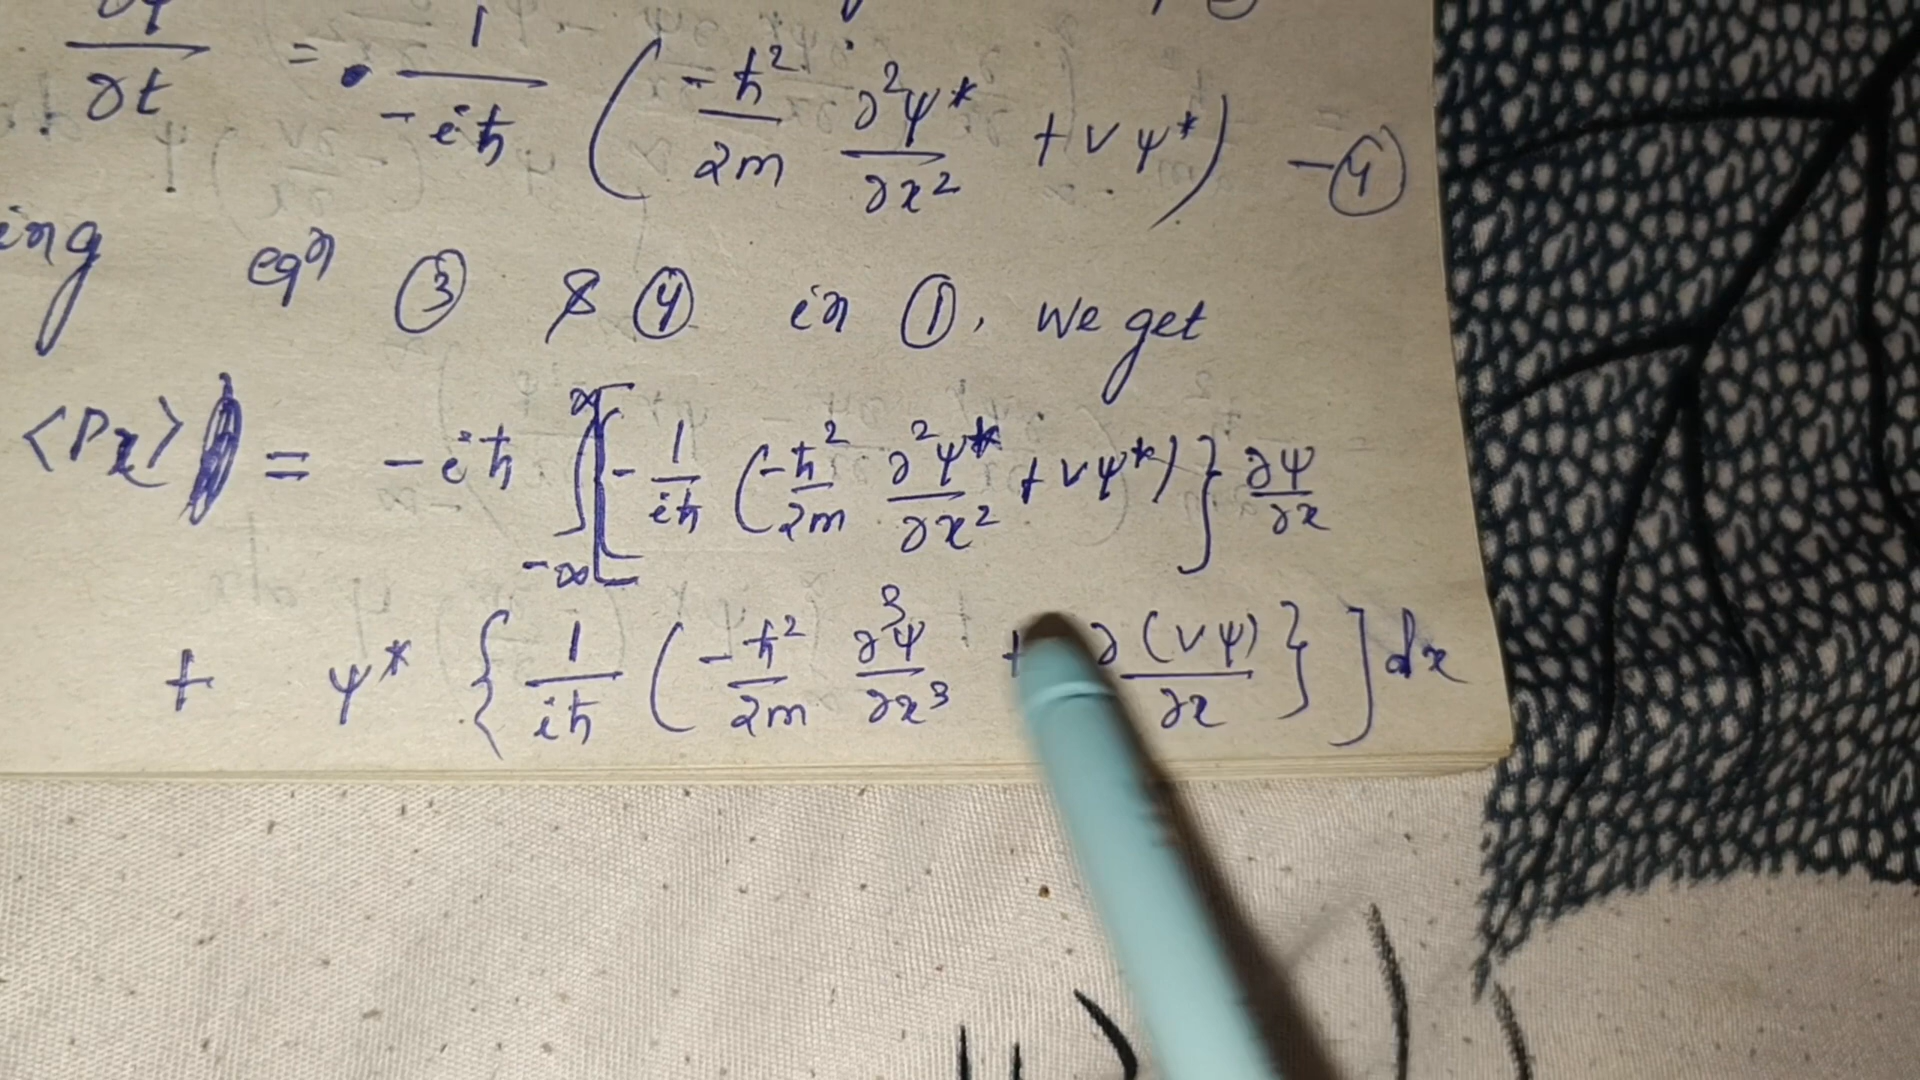 ∂t = 1/-iħ ( -ħ²/2m ∂²ψ*/∂x² + Vψ* ) - ④
ing eqn ③ & ④ in ①, we get
<Px> = -iħ ∫_{-∞}^{∞} [ { - 1/iħ ( -ħ²/2m ∂²ψ*/∂x² + Vψ* ) } ∂ψ/∂x
+ ψ* { 1/iħ ( -ħ²/2m ∂³ψ/∂x³ + ∂(Vψ)/∂x } ] dx